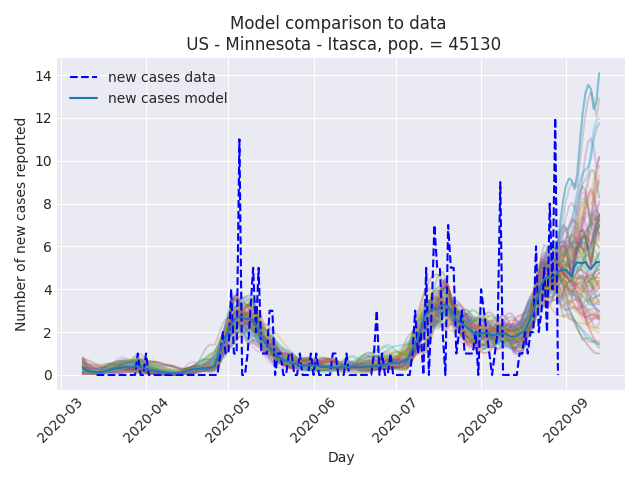 Model comparison to data
US - Minnesota - Itasca, pop. = 45130
new cases data
new cases model
Number of new cases reported
14
12
10
8
6
4
2
0
2020-03
2020-04
2020-05
2020-06
2020-07
2020-08
2020-09
Day